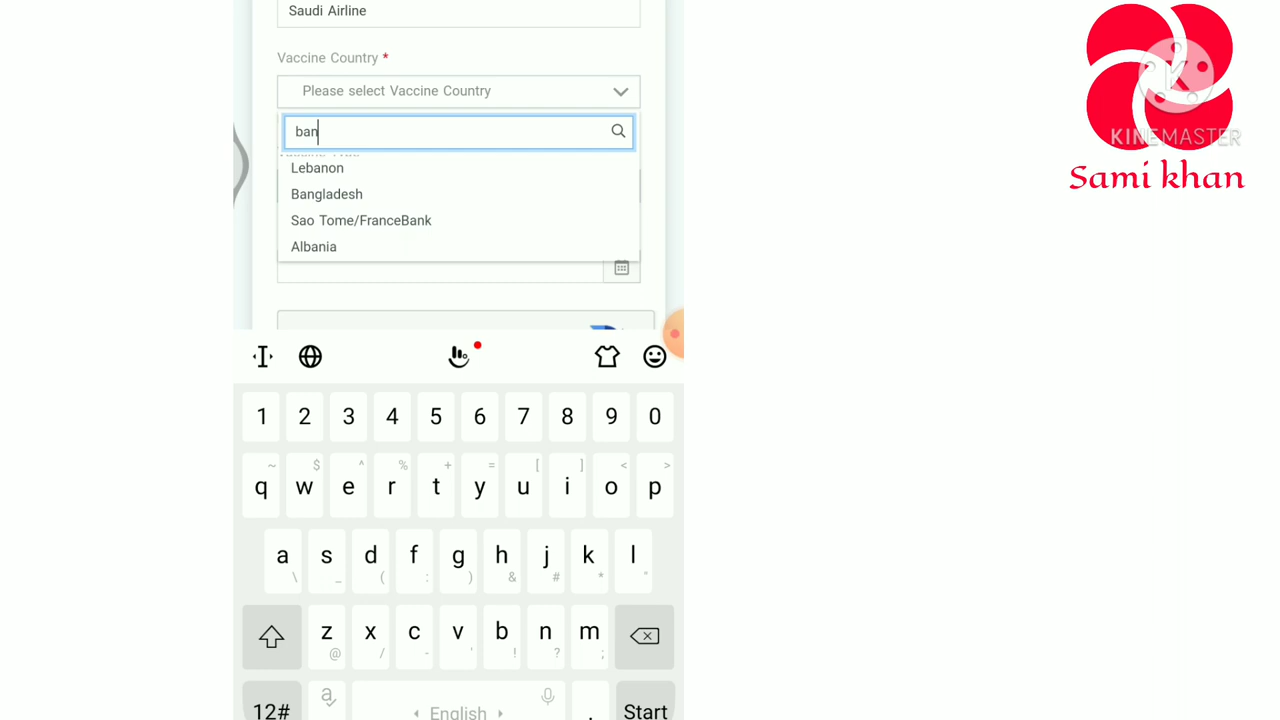 Saudi Airline
Vaccine Country *
Please select Vaccine Country
ban
Lebanon
Bangladesh
Sao Tome/FranceBank
Albania
KINEMASTER
Sami khan
1 2 3 4 5 6 7 8 9 0
~ $ ^ % + = [ ] < >
q w e r t y u i o p
a s d f g h j k l
\ _ ( : ) & # * "
z x c v b n m
@ / - ' ! ? ;
12# a English . Start